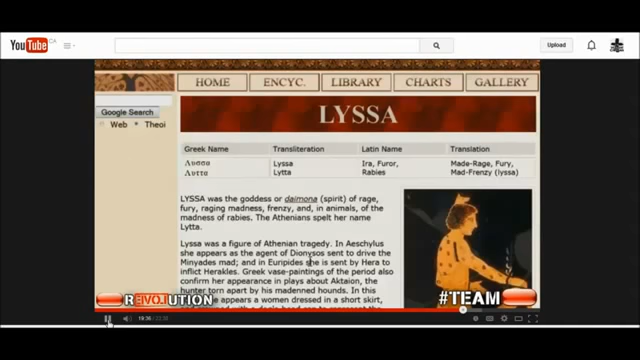 YouTube CA
Upload
HOME ENCYC. LIBRARY CHARTS GALLERY
LYSSA
Google Search
Web Theoi
Greek Name Transliteration Latin Name Translation
Λυσσα Lyssa Ira, Furor, Made-Rage, Fury,
Λυττα Lytta Rabies Mad-Frenzy (lyssa)
LYSSA was the goddess or daimona (spirit) of rage,
fury, raging madness, frenzy, and, in animals, of the
madness of rabies. The Athenians spelt her name
Lytta.
Lyssa was a figure of Athenian tragedy. In Aeschylus
she appears as the agent of Dionysos sent to drive the
Minyades mad; and in Euripides she is sent by Hera to
inflict Herakles. Greek vase-paintings of the period also
confirm her appearance in plays about Aktaion, the
hunter torn apart by his maddened hounds. In this
she appears a women dressed in a short skirt,
REVOLUTION
#TEAM